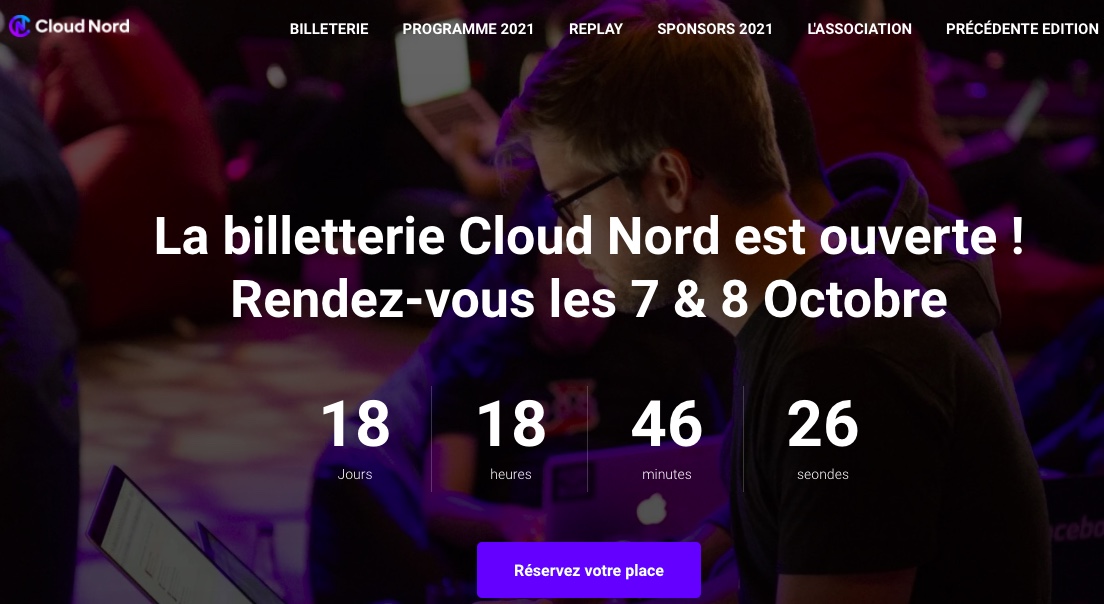 Cloud Nord
BILLETERIE PROGRAMME 2021 REPLAY SPONSORS 2021 L'ASSOCIATION PRÉCÉDENTE EDITION
La billetterie Cloud Nord est ouverte !
Rendez-vous les 7 & 8 Octobre
18 18 46 26
Jours heures minutes seondes
Réservez votre place